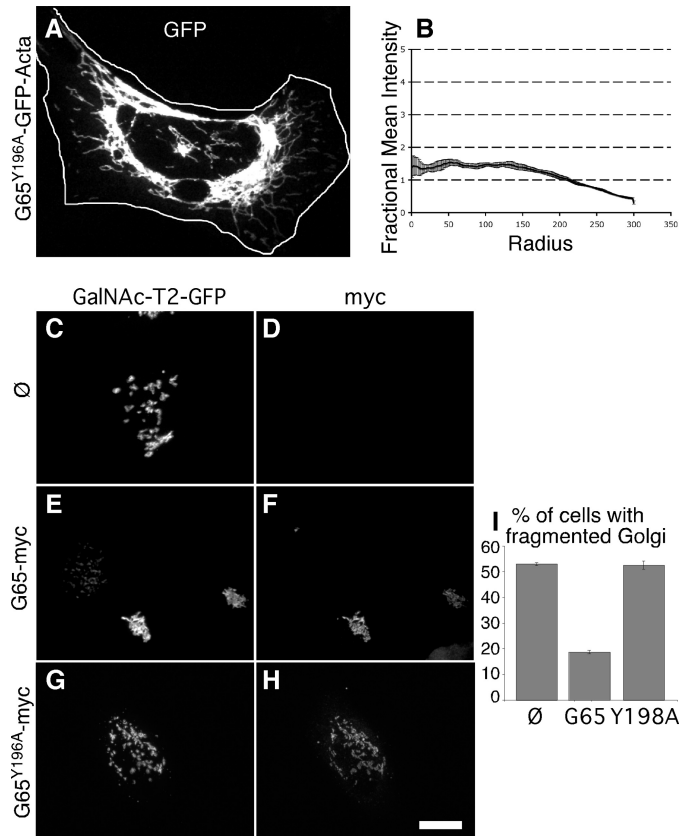 A
GFP
G65Y196A-GFP-Acta
B
Fractional Mean Intensity
5
4
3
2
1
0
0 50 100 150 200 250 300 350
Radius
GalNAc-T2-GFP
myc
C
D
Ø
E
F
G65-myc
G
H
G65Y196A-myc
I
% of cells with
fragmented Golgi
60
50
40
30
20
10
0
Ø G65 Y198A